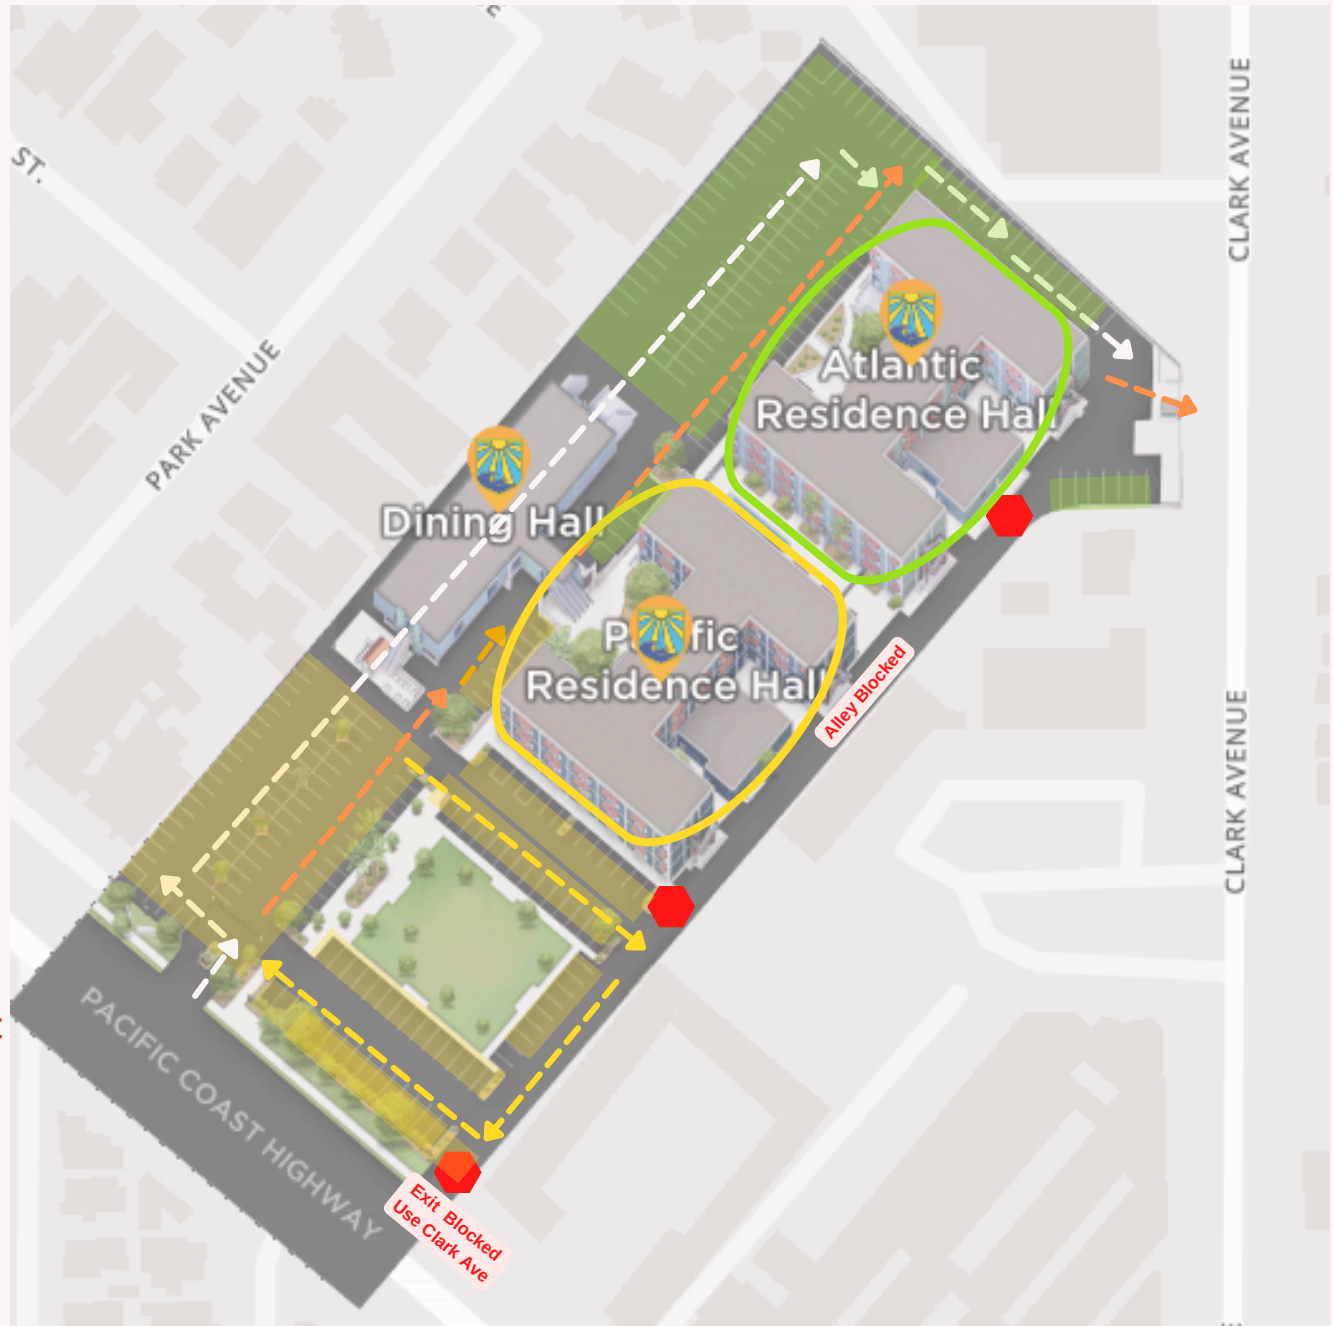 ST.
CLARK AVENUE
PARK AVENUE
Atlantic
Residence Hall
Dining Hall
Residence Hall
Alley Blocked
CLARK AVENUE
PACIFIC COAST HIGHWAY
Exit Blocked
Use Clark Ave